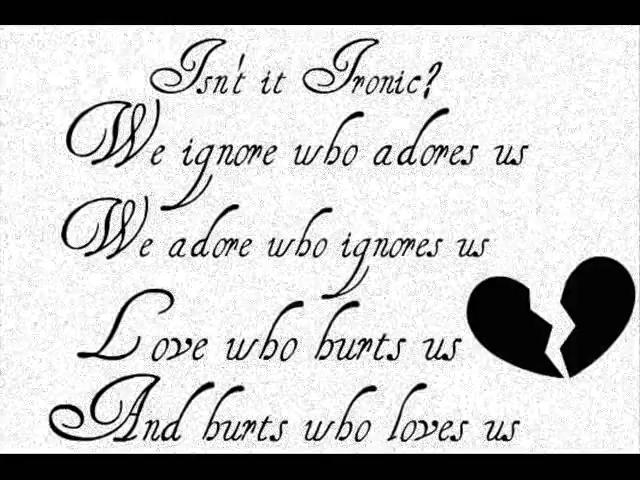 Isn't it Ironic?
We ignore who adores us
We adore who ignores us
Love who hurts us
And hurts who loves us